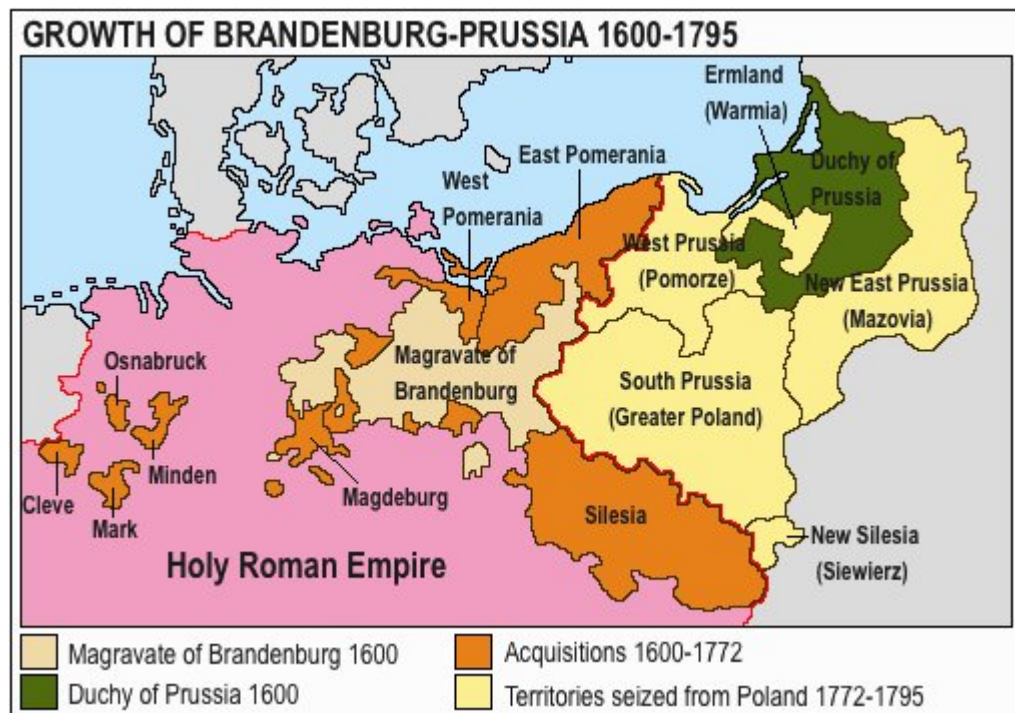 GROWTH OF BRANDENBURG-PRUSSIA 1600-1795
Ermland
(Warmia)
East Pomerania
West
Pomerania
Duchy of
Prussia
West Prussia
(Pomorze)
New East Prussia
(Mazovia)
Osnabruck
Magravate of
Brandenburg
South Prussia
(Greater Poland)
Minden
Cleve
Mark
Magdeburg
Silesia
New Silesia
(Siewierz)
Holy Roman Empire
Magravate of Brandenburg 1600
Acquisitions 1600-1772
Duchy of Prussia 1600
Territories seized from Poland 1772-1795